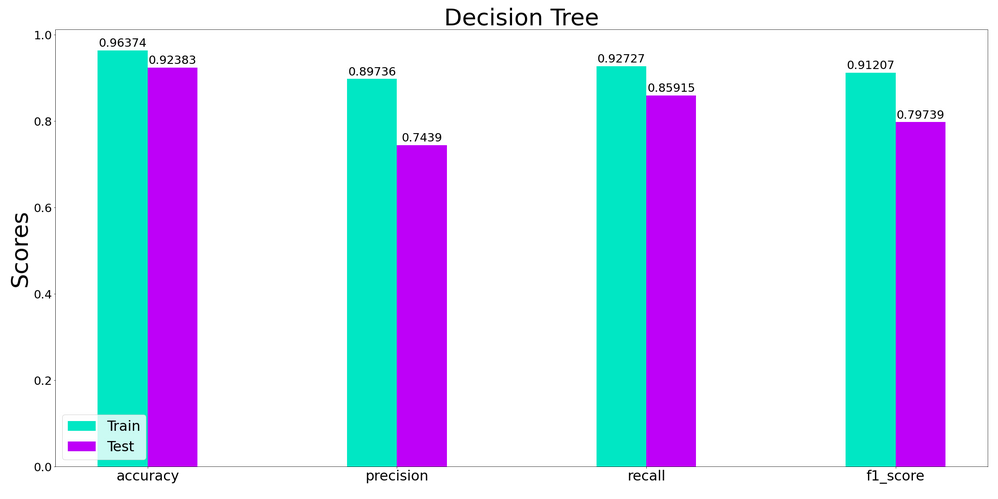 Decision Tree
Scores
1.0
0.8
0.6
0.4
0.2
0.0
0.96374
0.92383
0.89736
0.7439
0.92727
0.85915
0.91207
0.79739
Train
Test
accuracy
precision
recall
f1_score